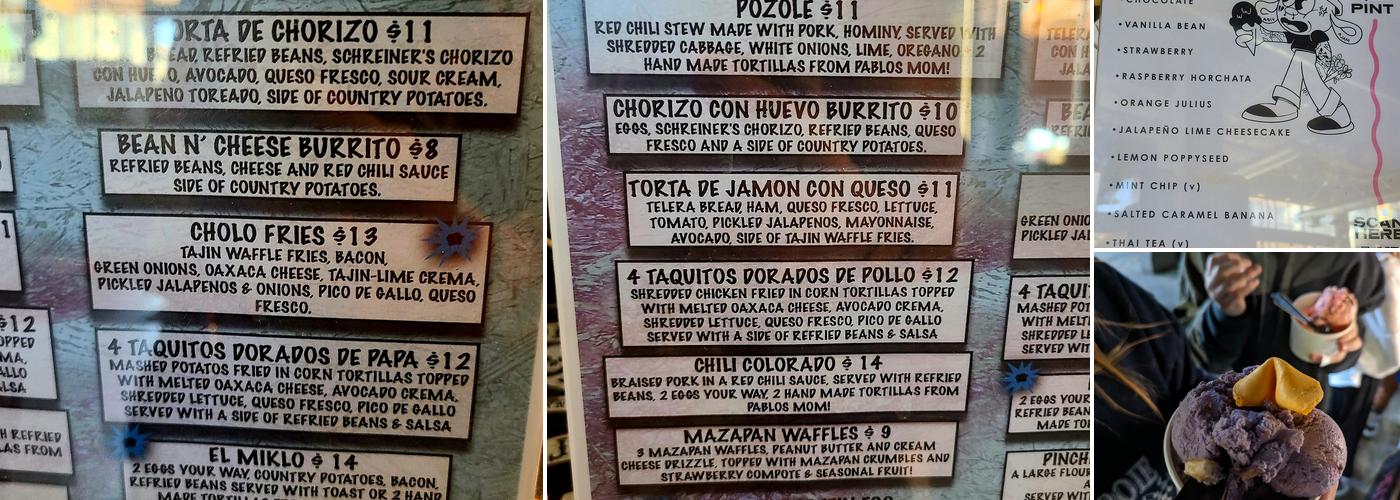 TORTA DE CHORIZO $11
BREAD, REFRIED BEANS, SCHREINER'S CHORIZO
CON HUEVO, AVOCADO, QUESO FRESCO, SOUR CREAM,
JALAPENO TOREADO, SIDE OF COUNTRY POTATOES.
BEAN N' CHEESE BURRITO $8
REFRIED BEANS, CHEESE AND RED CHILI SAUCE
SIDE OF COUNTRY POTATOES.
CHOLO FRIES $13
TAJIN WAFFLE FRIES, BACON,
GREEN ONIONS, OAXACA CHEESE, TAJIN-LIME CREMA,
PICKLED JALAPENOS & ONIONS, PICO DE GALLO, QUESO
FRESCO.
4 TAQUITOS DORADOS DE PAPA $12
MASHED POTATOS FRIED IN CORN TORTILLAS TOPPED
WITH MELTED OAXACA CHEESE, AVOCADO CREMA,
SHREDDED LETTUCE, QUESO FRESCO, PICO DE GALLO
SERVED WITH A SIDE OF REFRIED BEANS & SALSA
EL MIKLO $14
2 EGGS YOUR WAY, COUNTRY POTATOES, BACON,
REFRIED BEANS SERVED WITH TOAST OR 2 HAND
MADE
$12
H REFRIED
LAS FROM
POZOLE $11
RED CHILI STEW MADE WITH PORK, HOMINY, SERVED WITH
SHREDDED CABBAGE, WHITE ONIONS, LIME, OREGANO 2
HAND MADE TORTILLAS FROM PABLOS MOM!
CHORIZO CON HUEVO BURRITO $10
EGGS, SCHREINER'S CHORIZO, REFRIED BEANS, QUESO
FRESCO AND A SIDE OF COUNTRY POTATOES.
TORTA DE JAMON CON QUESO $11
TELERA BREAD, HAM, QUESO FRESCO, LETTUCE,
TOMATO, PICKLED JALAPENOS, MAYONNAISE,
AVOCADO, SIDE OF TAJIN WAFFLE FRIES.
4 TAQUITOS DORADOS DE POLLO $12
SHREDDED CHICKEN FRIED IN CORN TORTILLAS TOPPED
WITH MELTED OAXACA CHEESE, AVOCADO CREMA,
SHREDDED LETTUCE, QUESO FRESCO, PICO DE GALLO
SERVED WITH A SIDE OF REFRIED BEANS & SALSA
CHILI COLORADO $14
BRAISED PORK IN A RED CHILI SAUCE, SERVED WITH REFRIED
BEANS, 2 EGGS YOUR WAY, 2 HAND MADE TORTILLAS FROM
PABLOS MOM!
MAZAPAN WAFFLES $9
3 MAZAPAN WAFFLES, PEANUT BUTTER AND CREAM
CHEESE DRIZZLE, TOPPED WITH MAZAPAN CRUMBLES AND
STRAWBERRY COMPOTE & SEASONAL FRUIT!
GREEN ONIO
PICKLED JAL
4 TAQUI
MASHED PO
WITH MELT
SHREDDED
SERVED WIT
2 EGGS YOUR
REFRIED BEAN
MADE TO
PINCH
A LARGE FLOUR
•CHOCOLATE
•VANILLA BEAN
•STRAWBERRY
•RASPBERRY HORCHATA
•ORANGE JULIUS
•JALAPEÑO LIME CHEESECAKE
•LEMON POPPYSEED
•MINT CHIP (v)
•SALTED CARAMEL BANANA
•THAI TEA (v)
PINT
SCAN
HERE